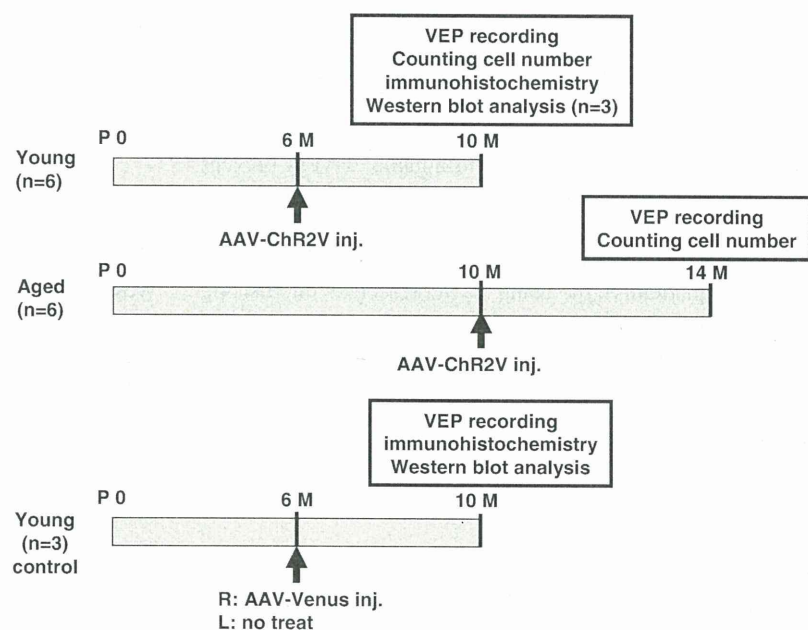 VEP recording
Counting cell number
immunohistochemistry
Western blot analysis (n=3)
P 0
6 M
10 M
Young
(n=6)
AAV-ChR2V inj.
VEP recording
Counting cell number
P 0
10 M
14 M
Aged
(n=6)
AAV-ChR2V inj.
VEP recording
immunohistochemistry
Western blot analysis
P 0
6 M
10 M
Young
(n=3)
control
R: AAV-Venus inj.
L: no treat